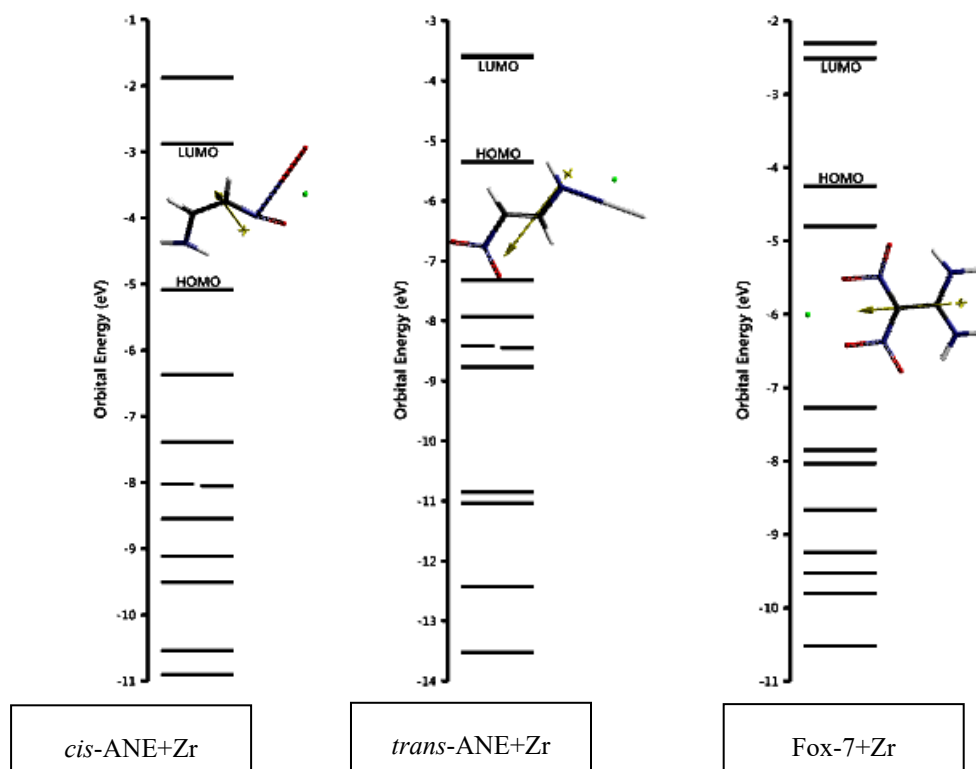 -1
-2
-3
-4
-5
-6
-7
-8
-9
-10
-11
Orbital Energy (eV)
LUMO
HOMO
-3
-4
-5
-6
-7
-8
-9
-10
-11
-12
-13
-14
Orbital Energy (eV)
LUMO
HOMO
-2
-3
-4
-5
-6
-7
-8
-9
-10
-11
Orbital Energy (eV)
LUMO
HOMO
cis-ANE+Zr
trans-ANE+Zr
Fox-7+Zr